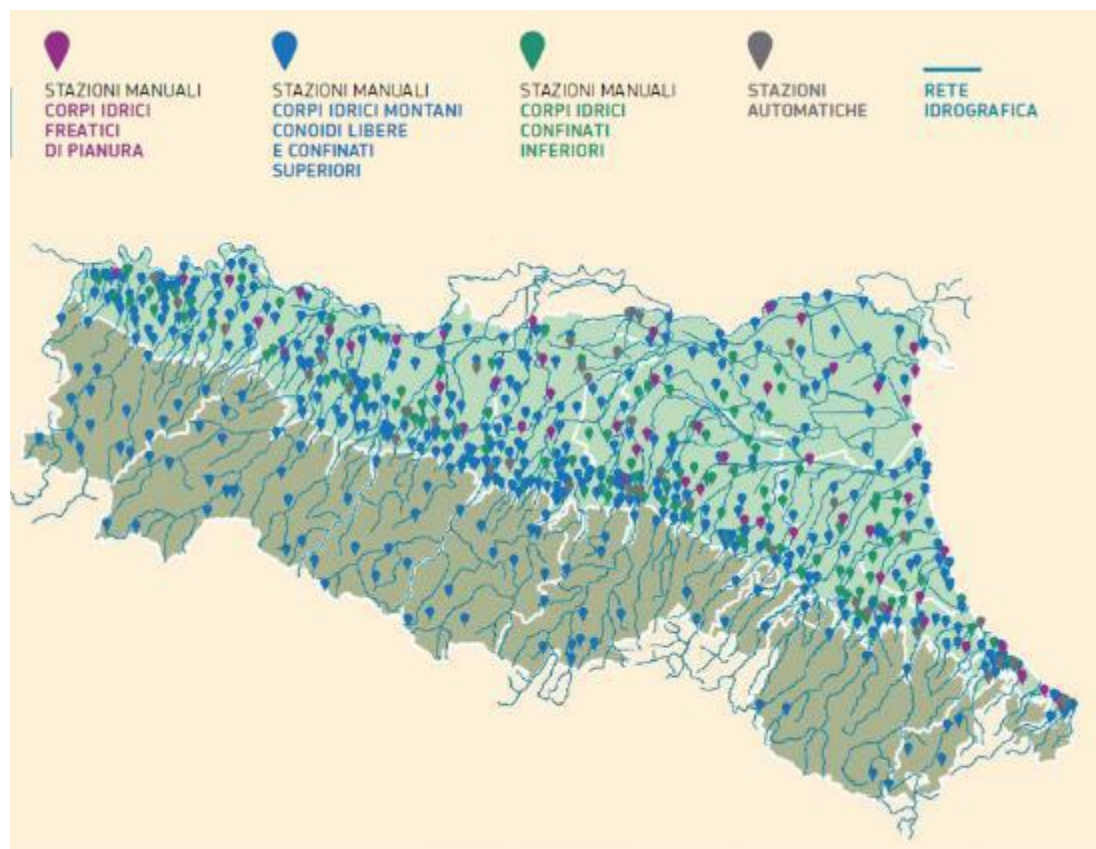 STAZIONI MANUALI
CORPI IDRICI
FREATICI
DI PIANURA
STAZIONI MANUALI
CORPI IDRICI MONTANI
CONOIDI LIBERE
E CONFINATI
SUPERIORI
STAZIONI MANUALI
CORPI IDRICI
CONFINATI
INFERIORI
STAZIONI
AUTOMATICHE
RETE
IDROGRAFICA